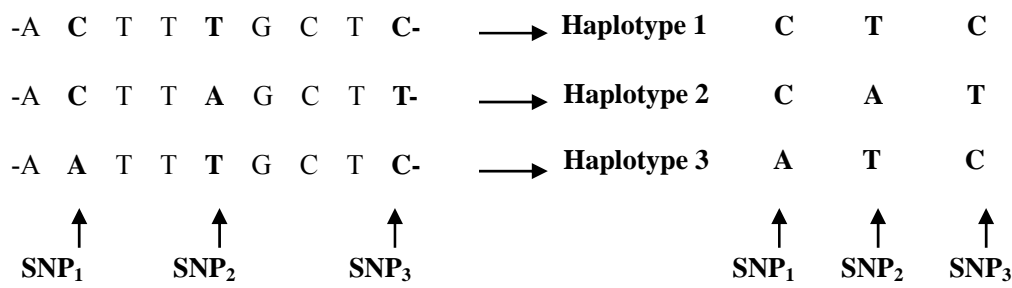 -A C T T T G C T C- Haplotype 1 C T C
-A C T T A G C T T- Haplotype 2 C A T
-A A T T T G C T C- Haplotype 3 A T C
SNP1 SNP2 SNP3 SNP1 SNP2 SNP3